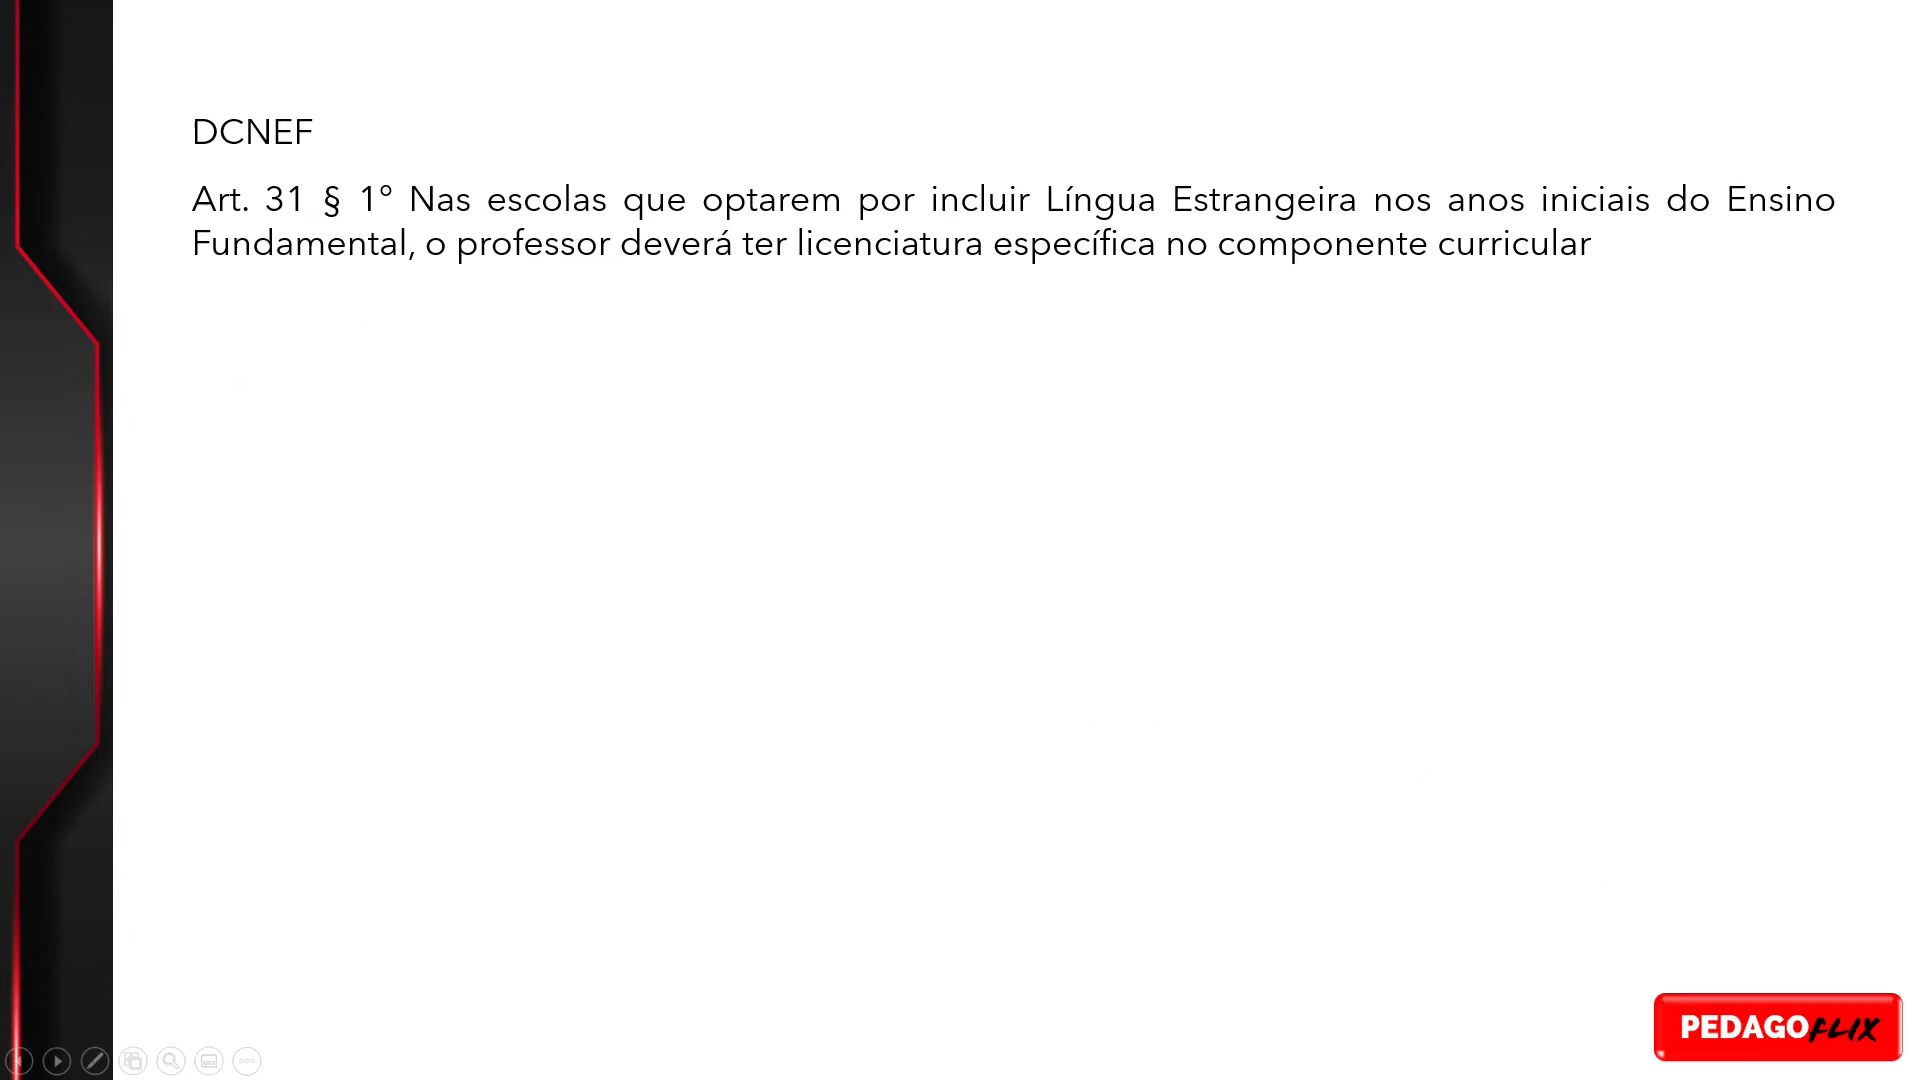 DCNEF
Art. 31 § 1º Nas escolas que optarem por incluir Língua Estrangeira nos anos iniciais do Ensino
Fundamental, o professor deverá ter licenciatura específica no componente curricular
PEDAGOFLIX